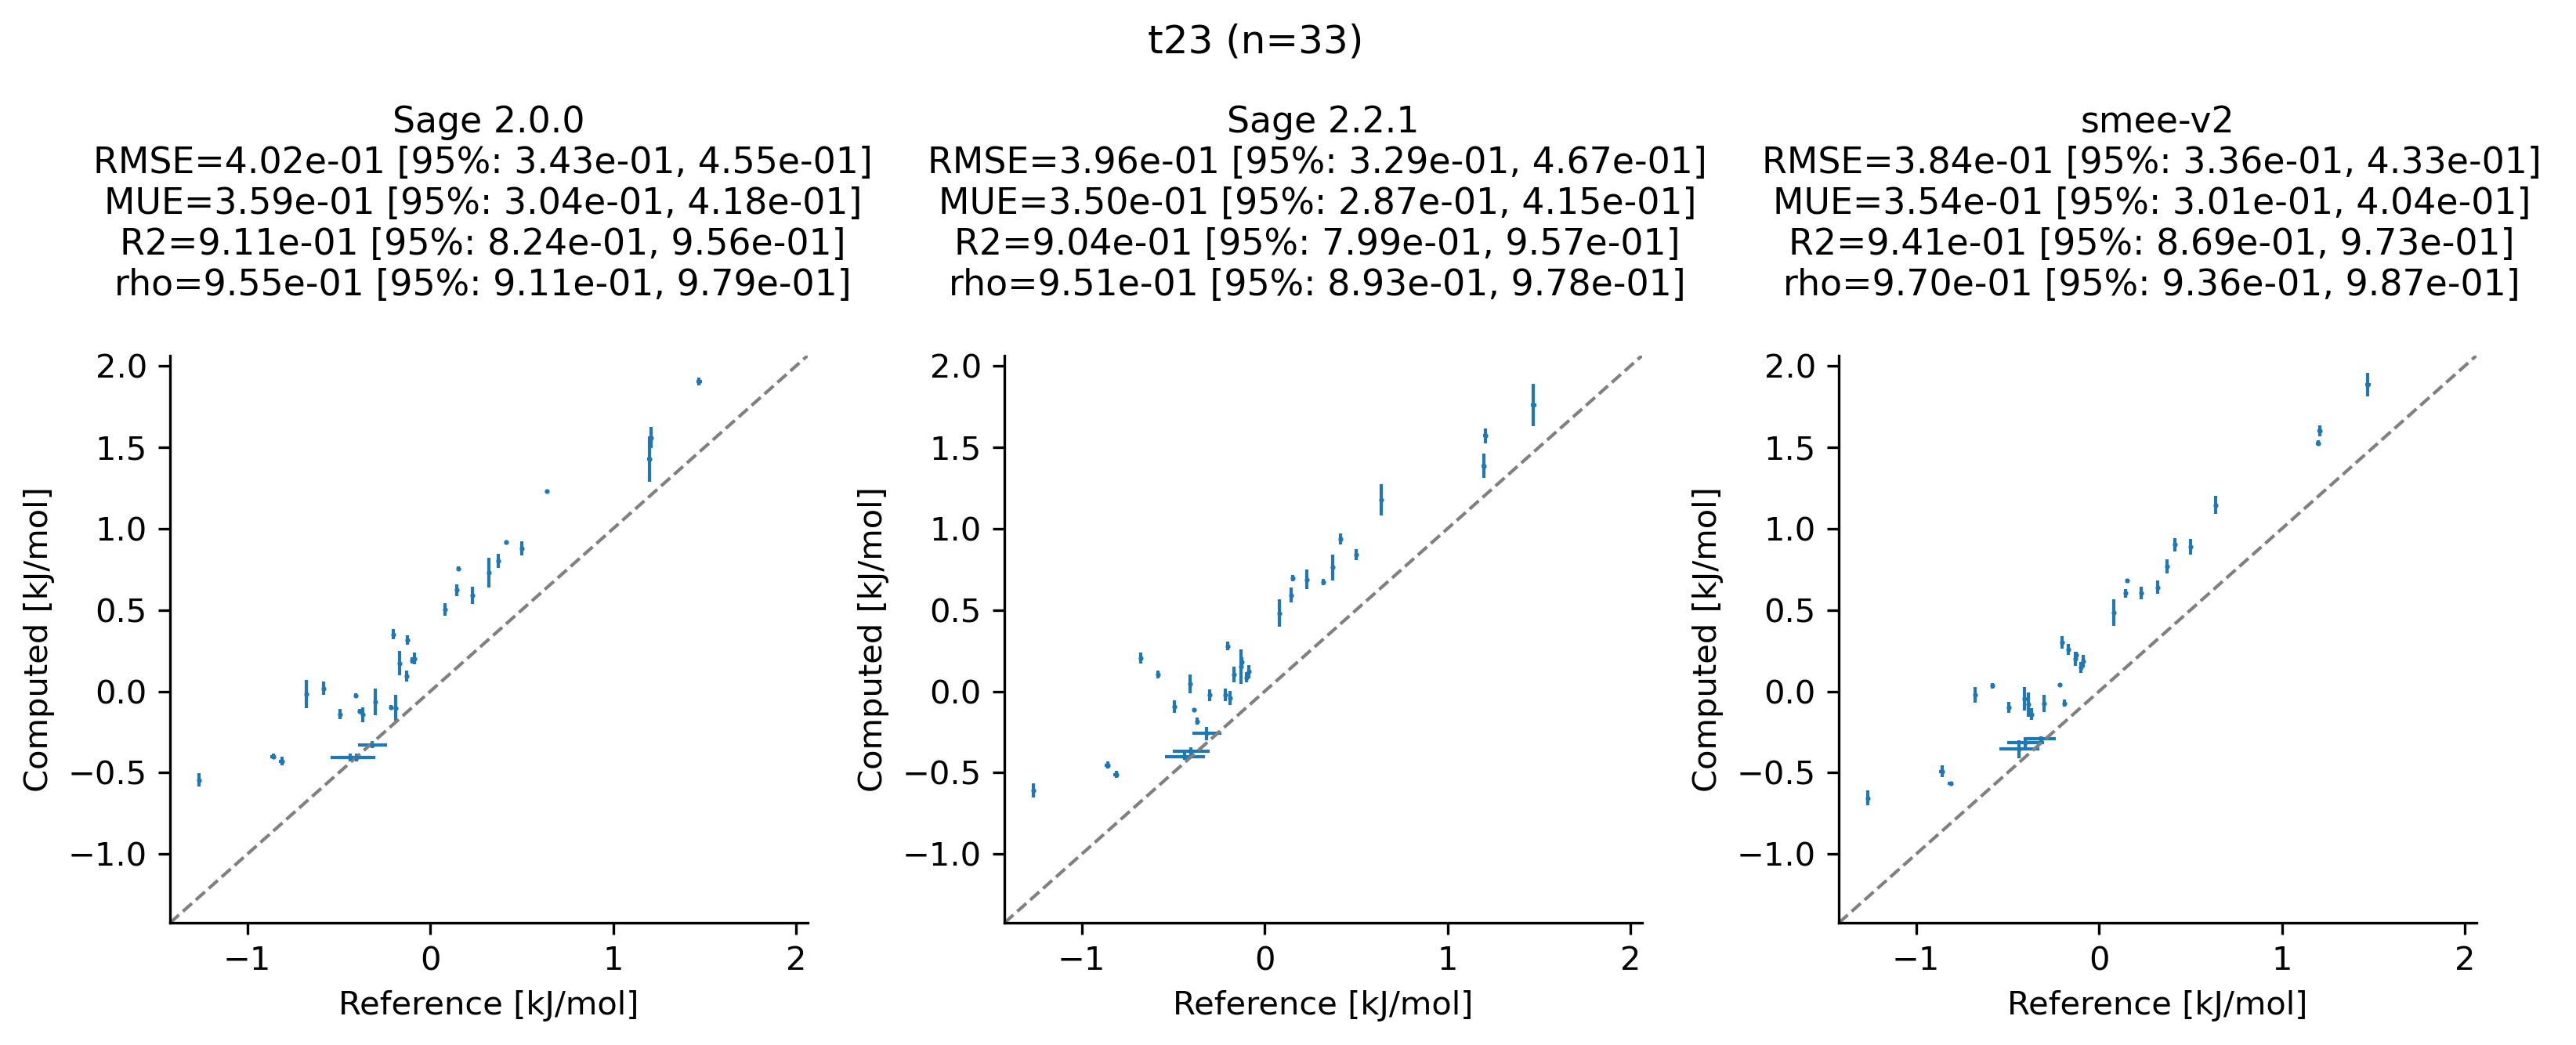 t23 (n=33)
Sage 2.0.0
RMSE=4.02e-01 [95%: 3.43e-01, 4.55e-01]
MUE=3.59e-01 [95%: 3.04e-01, 4.18e-01]
R2=9.11e-01 [95%: 8.24e-01, 9.56e-01]
rho=9.55e-01 [95%: 9.11e-01, 9.79e-01]
2.0
1.5
1.0
0.5
0.0
−0.5
−1.0
Computed [kJ/mol]
−1
0
1
2
Reference [kJ/mol]
Sage 2.2.1
RMSE=3.96e-01 [95%: 3.29e-01, 4.67e-01]
MUE=3.50e-01 [95%: 2.87e-01, 4.15e-01]
R2=9.04e-01 [95%: 7.99e-01, 9.57e-01]
rho=9.51e-01 [95%: 8.93e-01, 9.78e-01]
2.0
1.5
1.0
0.5
0.0
−0.5
−1.0
Computed [kJ/mol]
−1
0
1
2
Reference [kJ/mol]
smee-v2
RMSE=3.84e-01 [95%: 3.36e-01, 4.33e-01]
MUE=3.54e-01 [95%: 3.01e-01, 4.04e-01]
R2=9.41e-01 [95%: 8.69e-01, 9.73e-01]
rho=9.70e-01 [95%: 9.36e-01, 9.87e-01]
2.0
1.5
1.0
0.5
0.0
−0.5
−1.0
Computed [kJ/mol]
−1
0
1
2
Reference [kJ/mol]